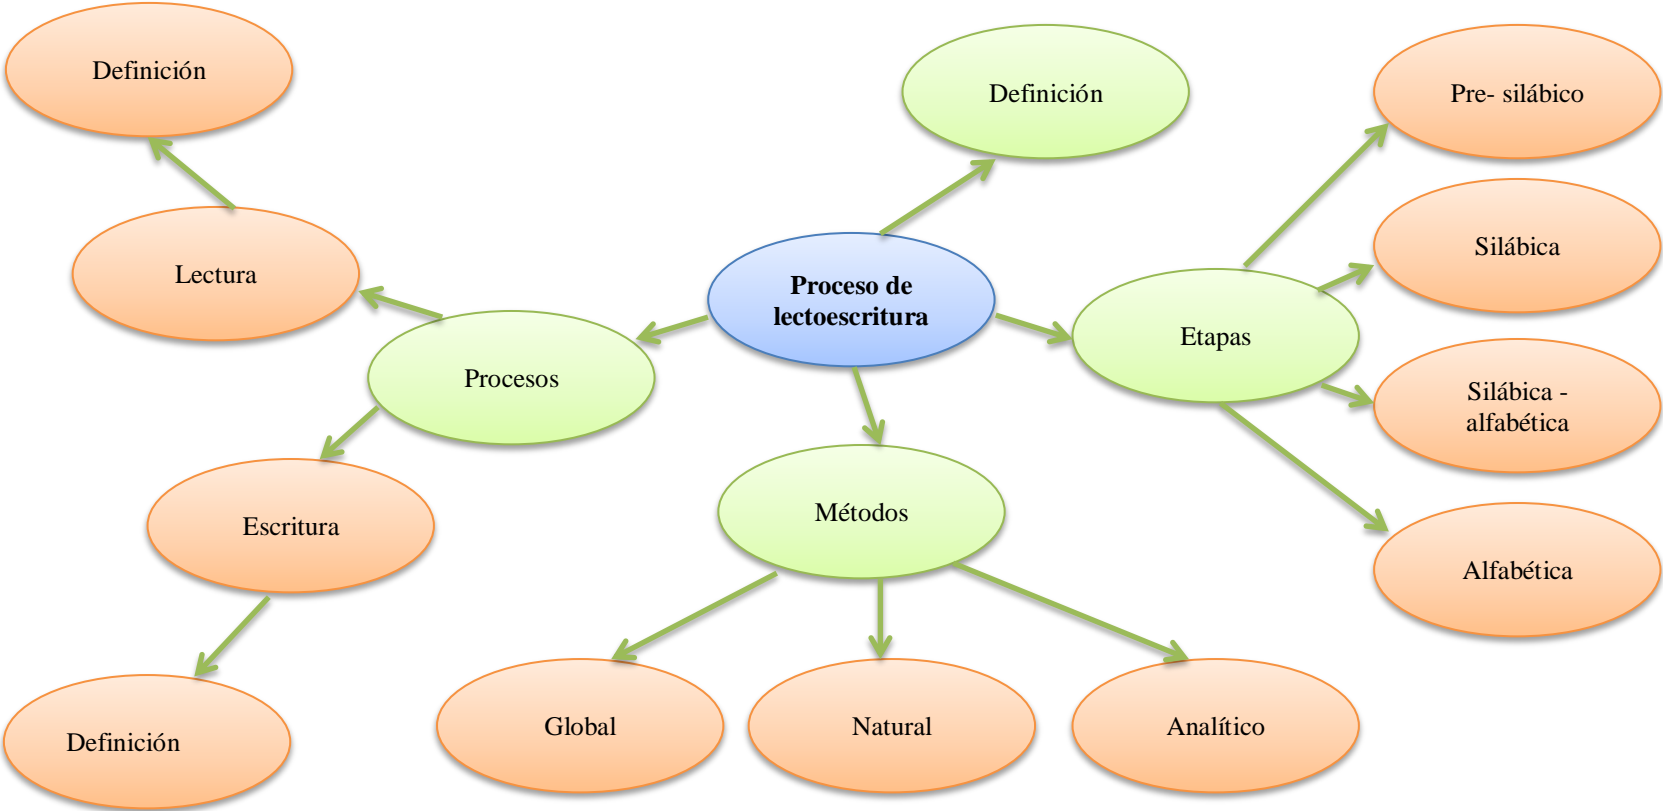 Definición
Definición
Pre- silábico
Silábica
Lectura
Proceso de
lectoescritura
Etapas
Procesos
Silábica -
alfabética
Métodos
Escritura
Alfabética
Definición
Global
Natural
Analítico